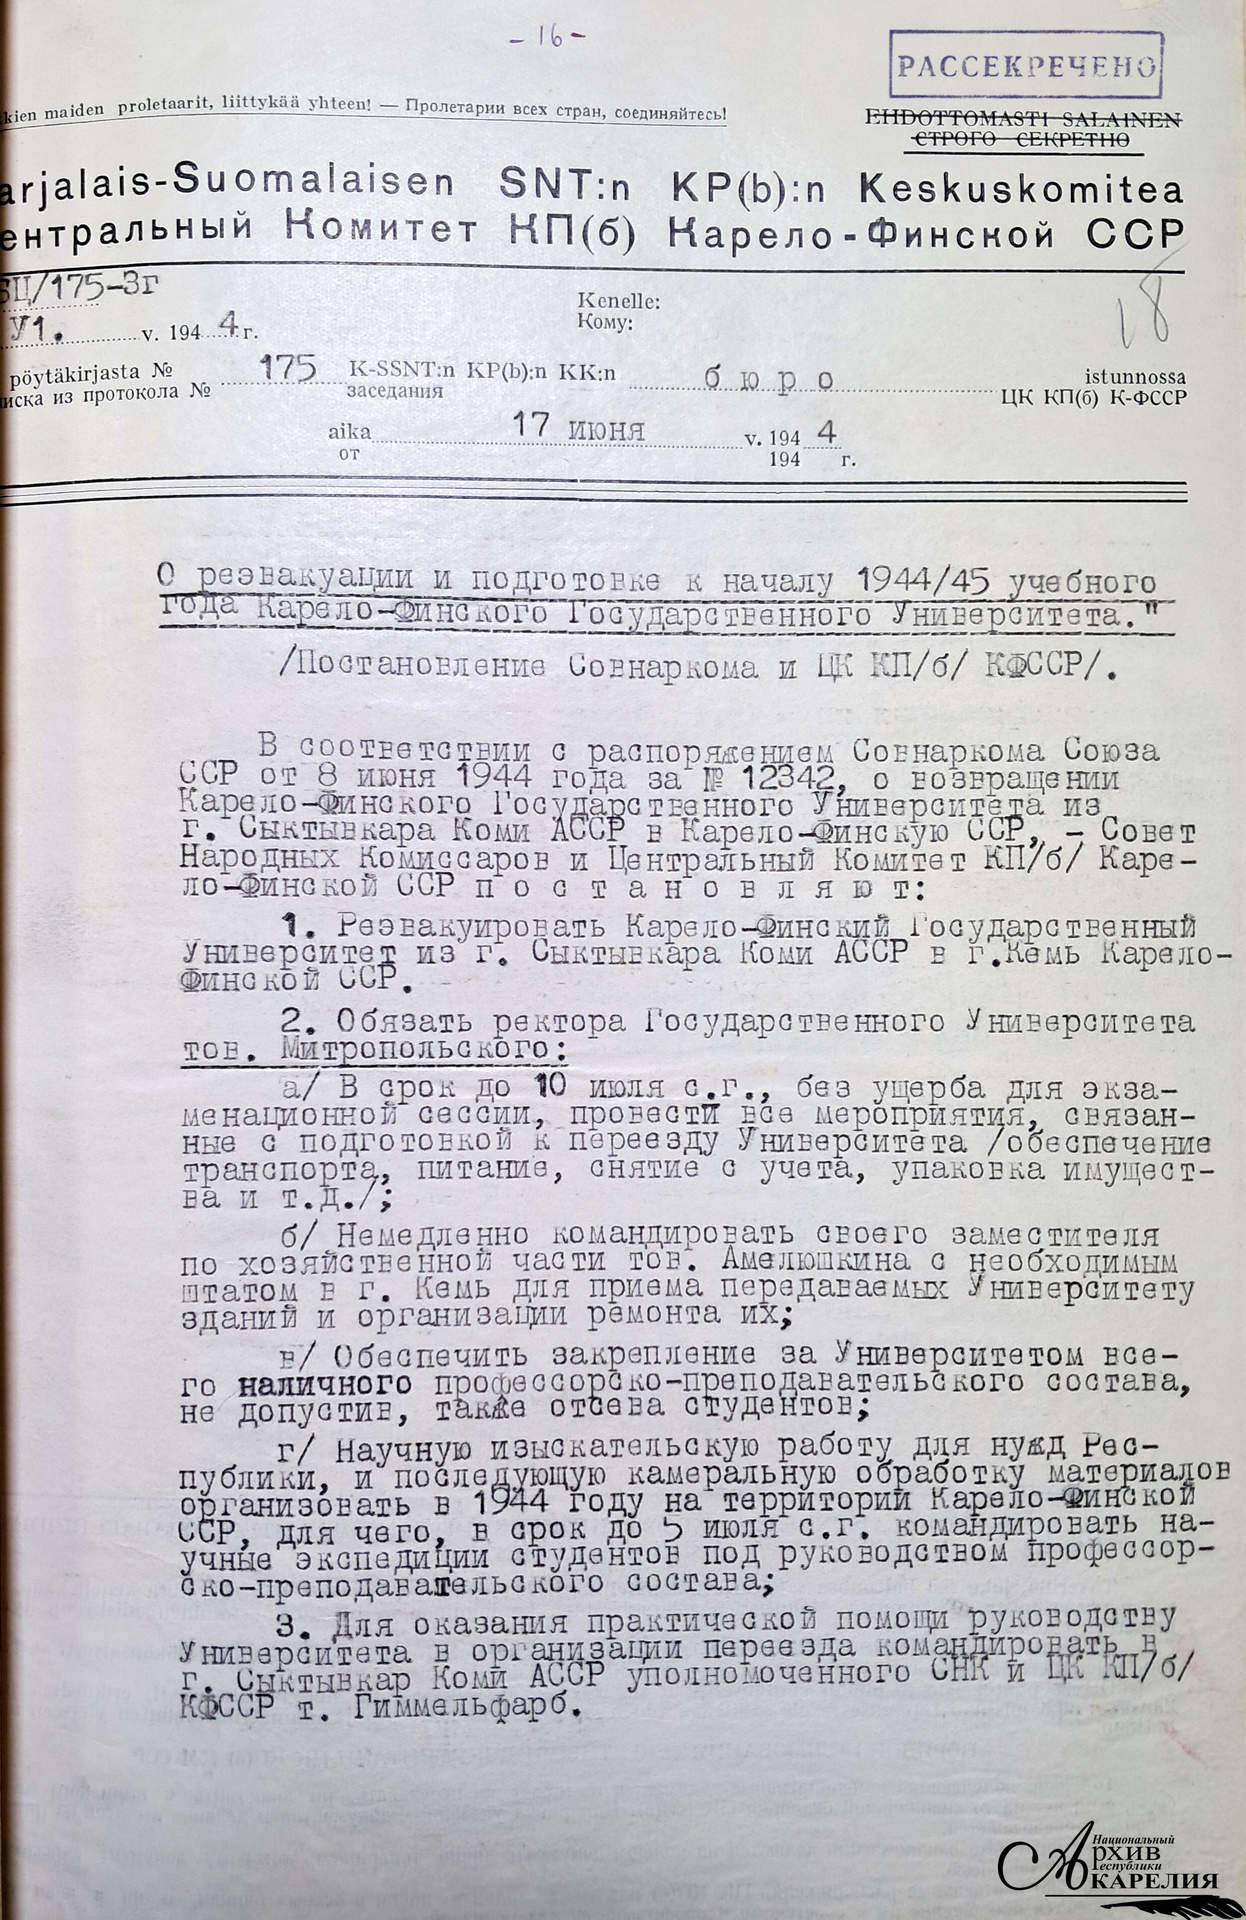 - 16 -
РАССЕКРЕЧЕНО
kien maiden proletaarit, liittykää yhteen! — Пролетарии всех стран, соединяйтесь!
EHDOTTOMASTI SALAINEN
СТРОГО СЕКРЕТНО
arjalais-Suomalaisen SNT:n KP(b):n Keskuskomitea
ентральный Комитет КП(б) Карело-Финской ССР
БЦ/175-3г
У1. v. 194 4 г.
Kenelle:
Кому:
18
pöytäkirjasta №
иска из протокола №
175
K-SSNT:n KP(b):n KK:n
заседания
бюро
istunnossa
ЦК КП(б) К-ФССР
aika 17 июня v. 194 4
от 194 г.
О реэвакуации и подготовке к началу 1944/45 учебного
года Карело-Финского Государственного Университета."
/Постановление Совнаркома и ЦК КП/б/ КФССР/.
В соответствии с распоряжением Совнаркома Союза
ССР от 8 июня 1944 года за № 12342, о возвращении
Карело-Финского Государственного Университета из
г. Сыктывкара Коми АССР в Карело-Финскую ССР, - Совет
Народных Комиссаров и Центральный Комитет КП/б/ Каре-
ло-Финской ССР п о с т а н о в л я ю т:
1. Реэвакуировать Карело-Финский Государственный
Университет из г. Сыктывкара Коми АССР в г.Кемь Карело-
Финской ССР.
2. Обязать ректора Государственного Университета
тов. Митропольского:
а/ В срок до 10 июля с.г., без ущерба для экза-
менационной сессии, провести все мероприятия, связан-
ные с подготовкой к переезду Университета /обеспечение
транспорта, питание, снятие с учета, упаковка имущест-
ва и т.д./;
б/ Немедленно командировать своего заместителя
по хозяйственной части тов. Амелюшкина с необходимым
штатом в г. Кемь для приема передаваемых Университету
зданий и организации ремонта их;
в/ Обеспечить закрепление за Университетом все-
го наличного профессорско-преподавательского состава,
не допустив, также отсева студентов;
г/ Научную изыскательскую работу для нужд Рес-
публики, и последующую камеральную обработку материалов
организовать в 1944 году на территории Карело-Финской
ССР, для чего, в срок до 5 июля с.г. командировать на-
учные экспедиции студентов под руководством профессор-
ско-преподавательского состава;
3. Для оказания практической помощи руководству
Университета в организации переезда командировать в
г. Сыктывкар Коми АССР уполномоченного СНК и ЦК КП/б/
КФССР т. Гиммельфарб.
Национальный
Архив
Республики
Карелия